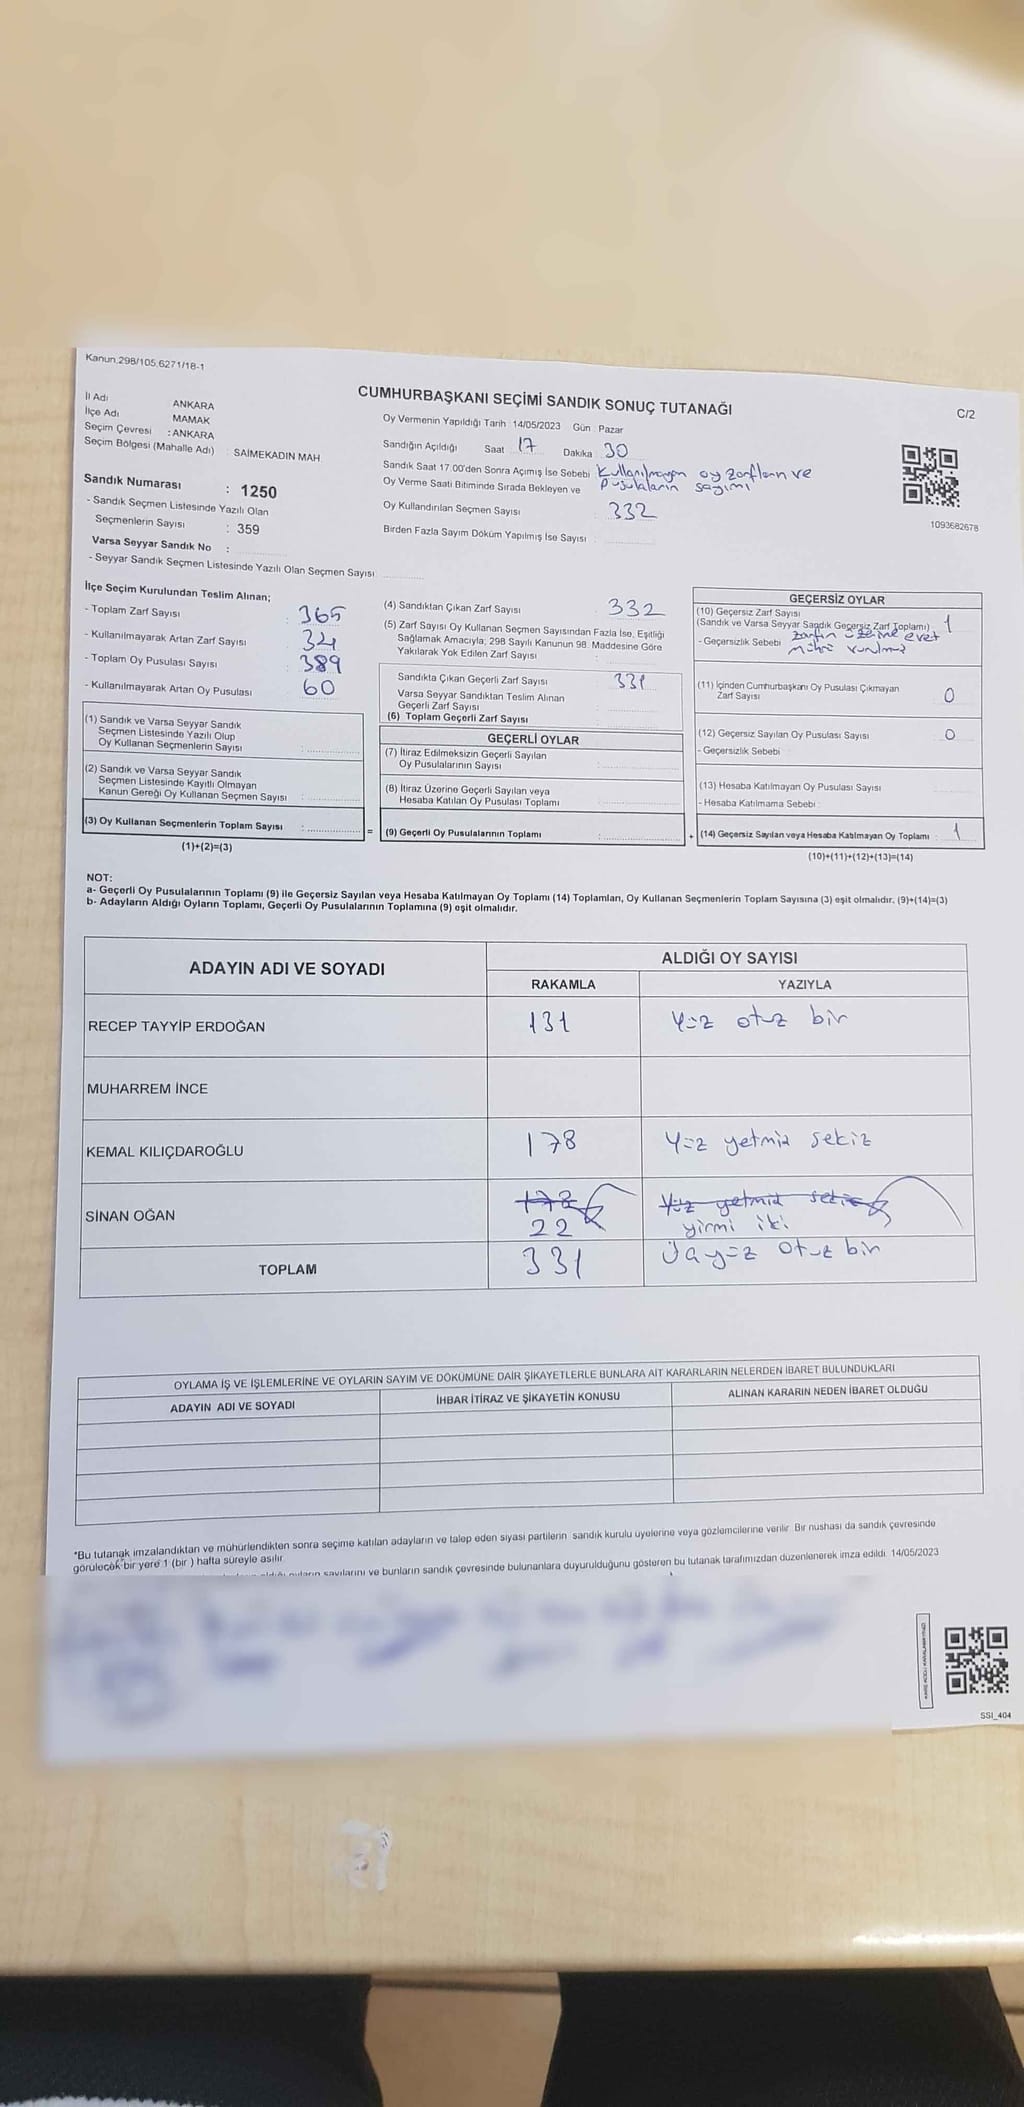 Kanun.298/105.6271/18-1
CUMHURBAŞKANI SEÇİMİ SANDIK SONUÇ TUTANAĞI
C/2
İl Adı ANKARA
İlçe Adı MAMAK
Seçim Çevresi : ANKARA
Seçim Bölgesi (Mahalle Adı) : SAİMEKADIN MAH.
Sandık Numarası : 1250
- Sandık Seçmen Listesinde Yazılı Olan
Seçmenlerin Sayısı : 359
Varsa Seyyar Sandık No :
- Seyyar Sandık Seçmen Listesinde Yazılı Olan Seçmen Sayısı
Oy Vermenin Yapıldığı Tarih 14/05/2023 Gün : Pazar
Sandığın Açıldığı Saat 17 Dakika 30
Sandık Saat 17.00'den Sonra Açımış İse Sebebi Kullanılmayan oy zarfların ve
pusulaların sayımı
Oy Verme Saati Bitiminde Sırada Bekleyen ve
Oy Kullandırılan Seçmen Sayısı : 332
Birden Fazla Sayım Döküm Yapılmış İse Sayısı :
1093682678
İlçe Seçim Kurulundan Teslim Alınan;
- Toplam Zarf Sayısı : 365
- Kullanılmayarak Artan Zarf Sayısı : 34
- Toplam Oy Pusulası Sayısı : 389
- Kullanılmayarak Artan Oy Pusulası : 60
(1) Sandık ve Varsa Seyyar Sandık
Seçmen Listesinde Yazılı Olup
Oy Kullanan Seçmenlerin Sayısı :
(2) Sandık ve Varsa Seyyar Sandık
Seçmen Listesinde Kayıtlı Olmayan
Kanun Gereği Oy Kullanan Seçmen Sayısı :
(3) Oy Kullanan Seçmenlerin Toplam Sayısı :
(1)+(2)=(3)
(4) Sandıktan Çıkan Zarf Sayısı : 332
(5) Zarf Sayısı Oy Kullanan Seçmen Sayısından Fazla İse, Eşitliği
Sağlamak Amacıyla; 298 Sayılı Kanunun 98. Maddesine Göre
Yakılarak Yok Edilen Zarf Sayısı :
Sandıkta Çıkan Geçerli Zarf Sayısı : 331
Varsa Seyyar Sandıktan Teslim Alınan
Geçerli Zarf Sayısı :
(6) Toplam Geçerli Zarf Sayısı
GEÇERLİ OYLAR
(7) İtiraz Edilmeksizin Geçerli Sayılan
Oy Pusulalarının Sayısı :
(8) İtiraz Üzerine Geçerli Sayılan veya
Hesaba Katılan Oy Pusulası Toplamı :
= (9) Geçerli Oy Pusulalarının Toplamı :
GEÇERSİZ OYLAR
(10) Geçersiz Zarf Sayısı
(Sandık ve Varsa Seyyar Sandık Geçersiz Zarf Toplamı) : 1
- Geçersizlik Sebebi zarfın üzerine evet
mührü vurulmuş
(11) İçinden Cumhurbaşkanı Oy Pusulası Çıkmayan
Zarf Sayısı 0
(12) Geçersiz Sayılan Oy Pusulası Sayısı : 0
- Geçersizlik Sebebi
(13) Hesaba Katılmayan Oy Pusulası Sayısı
- Hesaba Katılmama Sebebi :
+ (14) Geçersiz Sayılan veya Hesaba Katılmayan Oy Toplamı : 1
(10)+(11)+(12)+(13)=(14)
NOT:
a- Geçerli Oy Pusulalarının Toplamı (9) ile Geçersiz Sayılan veya Hesaba Katılmayan Oy Toplamı (14) Toplamları, Oy Kullanan Seçmenlerin Toplam Sayısına (3) eşit olmalıdır. (9)+(14)=(3)
b- Adayların Aldığı Oyların Toplamı, Geçerli Oy Pusulalarının Toplamına (9) eşit olmalıdır.
ADAYIN ADI VE SOYADI
ALDIĞI OY SAYISI
RAKAMLA YAZIYLA
RECEP TAYYİP ERDOĞAN 131 Yüz otuz bir
MUHARREM İNCE
KEMAL KILIÇDAROĞLU 178 Yüz yetmiş sekiz
SİNAN OĞAN 178 Yüz yetmiş sekiz
22 yirmi iki
TOPLAM 331 Üçyüz otuz bir
OYLAMA İŞ VE İŞLEMLERİNE VE OYLARIN SAYIM VE DÖKÜMÜNE DAİR ŞİKAYETLERLE BUNLARA AİT KARARLARIN NELERDEN İBARET BULUNDUKLARI
ADAYIN ADI VE SOYADI İHBAR İTİRAZ VE ŞİKAYETİN KONUSU ALINAN KARARIN NEDEN İBARET OLDUĞU
*Bu tutanak imzalandıktan ve mühürlendikten sonra seçime katılan adayların ve talep eden siyasi partilerin sandık kurulu üyelerine veya gözlemcilerine verilir. Bir nushası da sandık çevresinde
görülecek bir yere 1 (bir ) hafta süreyle asılır.
oyların sayılarını ve bunların sandık çevresinde bulunanlara duyurulduğunu gösteren bu tutanak tarafımızdan düzenlenerek imza edildi. 14/05/2023
SSI_404